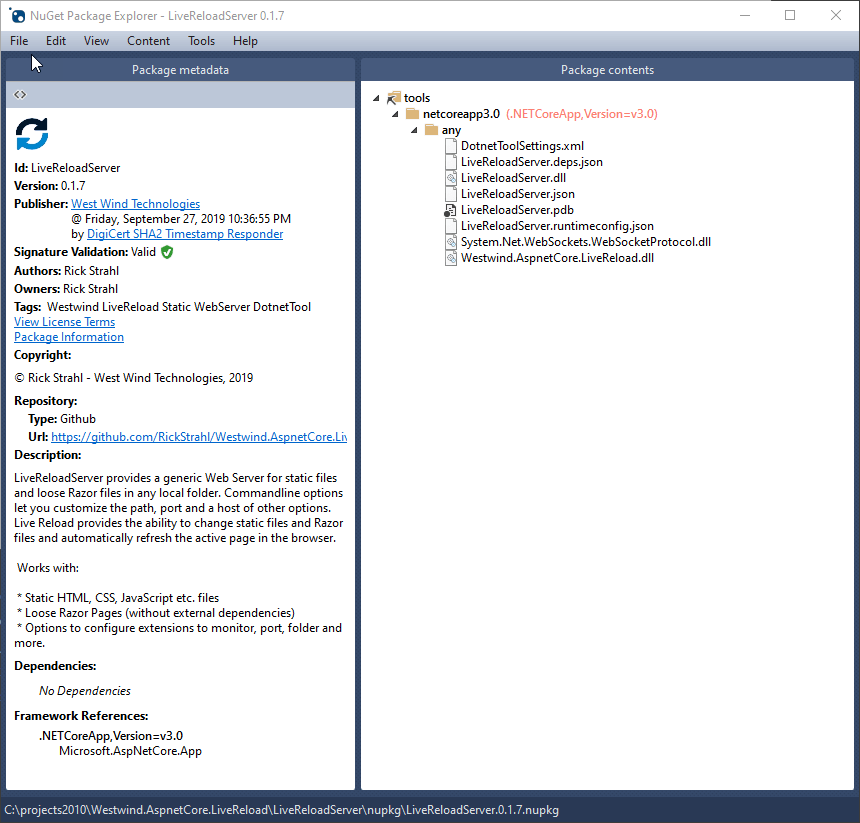 NuGet Package Explorer - LiveReloadServer 0.1.7
File Edit View Content Tools Help
Package metadata
<>
Id: LiveReloadServer
Version: 0.1.7
Publisher: West Wind Technologies
@ Friday, September 27, 2019 10:36:55 PM
by DigiCert SHA2 Timestamp Responder
Signature Validation: Valid
Authors: Rick Strahl
Owners: Rick Strahl
Tags: Westwind LiveReload Static WebServer DotnetTool
View License Terms
Package Information
Copyright:
© Rick Strahl - West Wind Technologies, 2019
Repository:
Type: Github
Url: https://github.com/RickStrahl/Westwind.AspnetCore.Liv
Description:
LiveReloadServer provides a generic Web Server for static files
and loose Razor files in any local folder. Commandline options
let you customize the path, port and a host of other options.
Live Reload provides the ability to change static files and Razor
files and automatically refresh the active page in the browser.
Works with:
* Static HTML, CSS, JavaScript etc. files
* Loose Razor Pages (without external dependencies)
* Options to configure extensions to monitor, port, folder and
more.
Dependencies:
No Dependencies
Framework References:
.NETCoreApp,Version=v3.0
Microsoft.AspNetCore.App
Package contents
tools
netcoreapp3.0 (.NETCoreApp,Version=v3.0)
any
DotnetToolSettings.xml
LiveReloadServer.deps.json
LiveReloadServer.dll
LiveReloadServer.json
LiveReloadServer.pdb
LiveReloadServer.runtimeconfig.json
System.Net.WebSockets.WebSocketProtocol.dll
Westwind.AspnetCore.LiveReload.dll
C:\projects2010\Westwind.AspnetCore.LiveReload\LiveReloadServer\nupkg\LiveReloadServer.0.1.7.nupkg